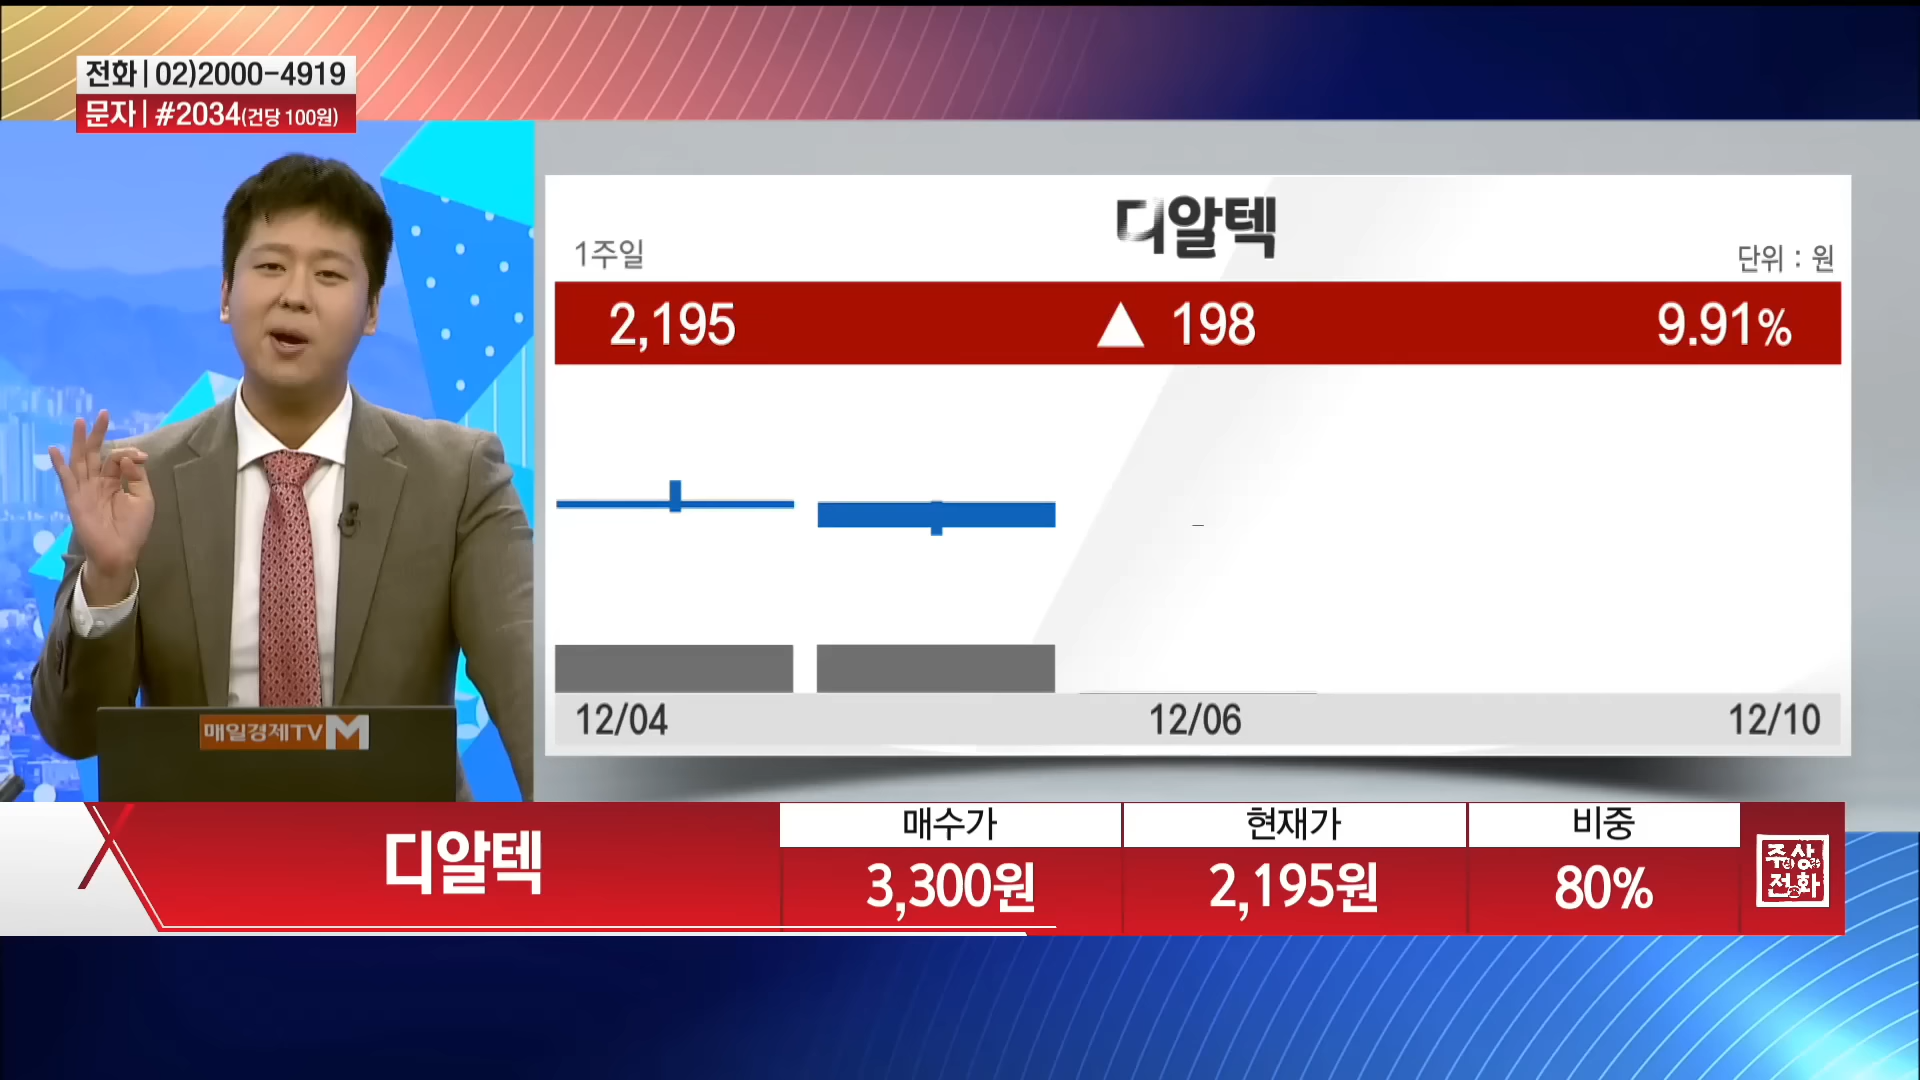 전화 | 02)2000-4919
문자 | #2034(건당 100원)
디알텍
1주일
단위 : 원
2,195 ▲ 198 9.91%
12/04 12/06 12/10
매일경제TV M
디알텍
매수가 현재가 비중
3,300원 2,195원 80%
주상
전화